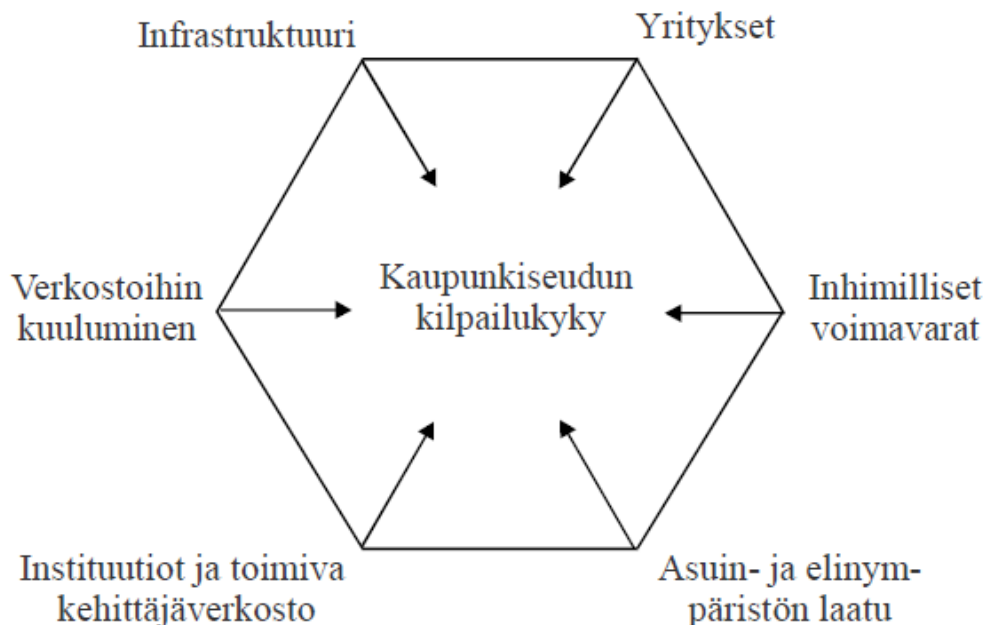 Infrastruktuuri
Yritykset
Verkostoihin
kuuluminen
Kaupunkiseudun
kilpailukyky
Inhimilliset
voimavarat
Instituutiot ja toimiva
kehittäjäverkosto
Asuin- ja elinym-
päristön laatu